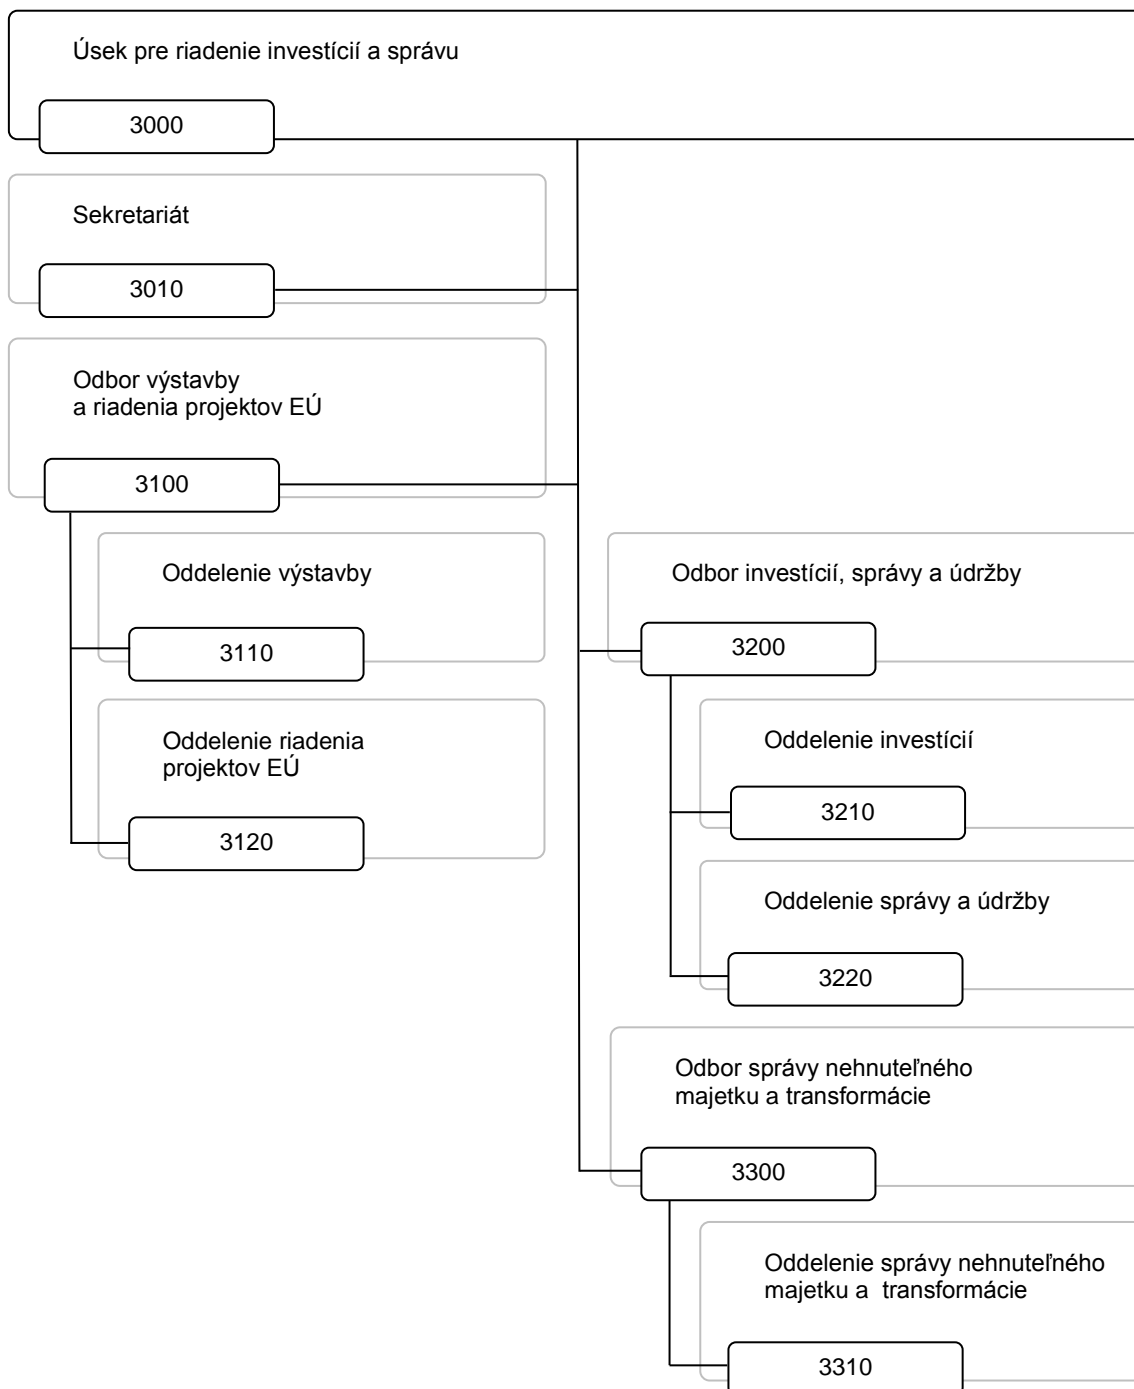 Úsek pre riadenie investícií a správu
3000
Sekretariát
3010
Odbor výstavby
a riadenia projektov EÚ
3100
Oddelenie výstavby
3110
Oddelenie riadenia
projektov EÚ
3120
Odbor investícií, správy a údržby
3200
Oddelenie investícií
3210
Oddelenie správy a údržby
3220
Odbor správy nehnuteľného
majetku a transformácie
3300
Oddelenie správy nehnuteľného
majetku a transformácie
3310